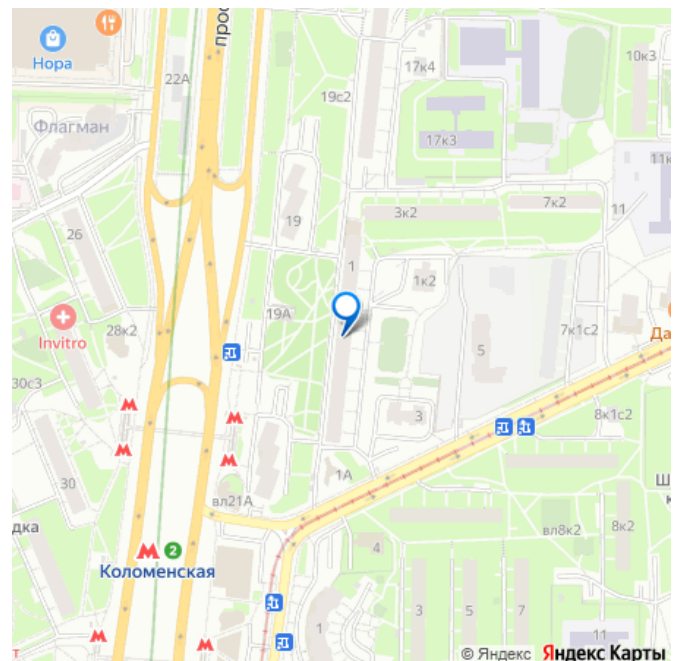 Нора
22А
прос
17к4
10к3
19с2
Флагман
17к3
11к
3к2
7к2
11
19
26
1
1к2
19А
Invitro
28к2
5
7к1с2
Да
30с3
3
8к1с2
30
1А
вл21А
дка
4
вл8к2
8к2
Ш
к
2
Коломенская
3
5
7
1
11
т
© Яндекс Яндекс Карты